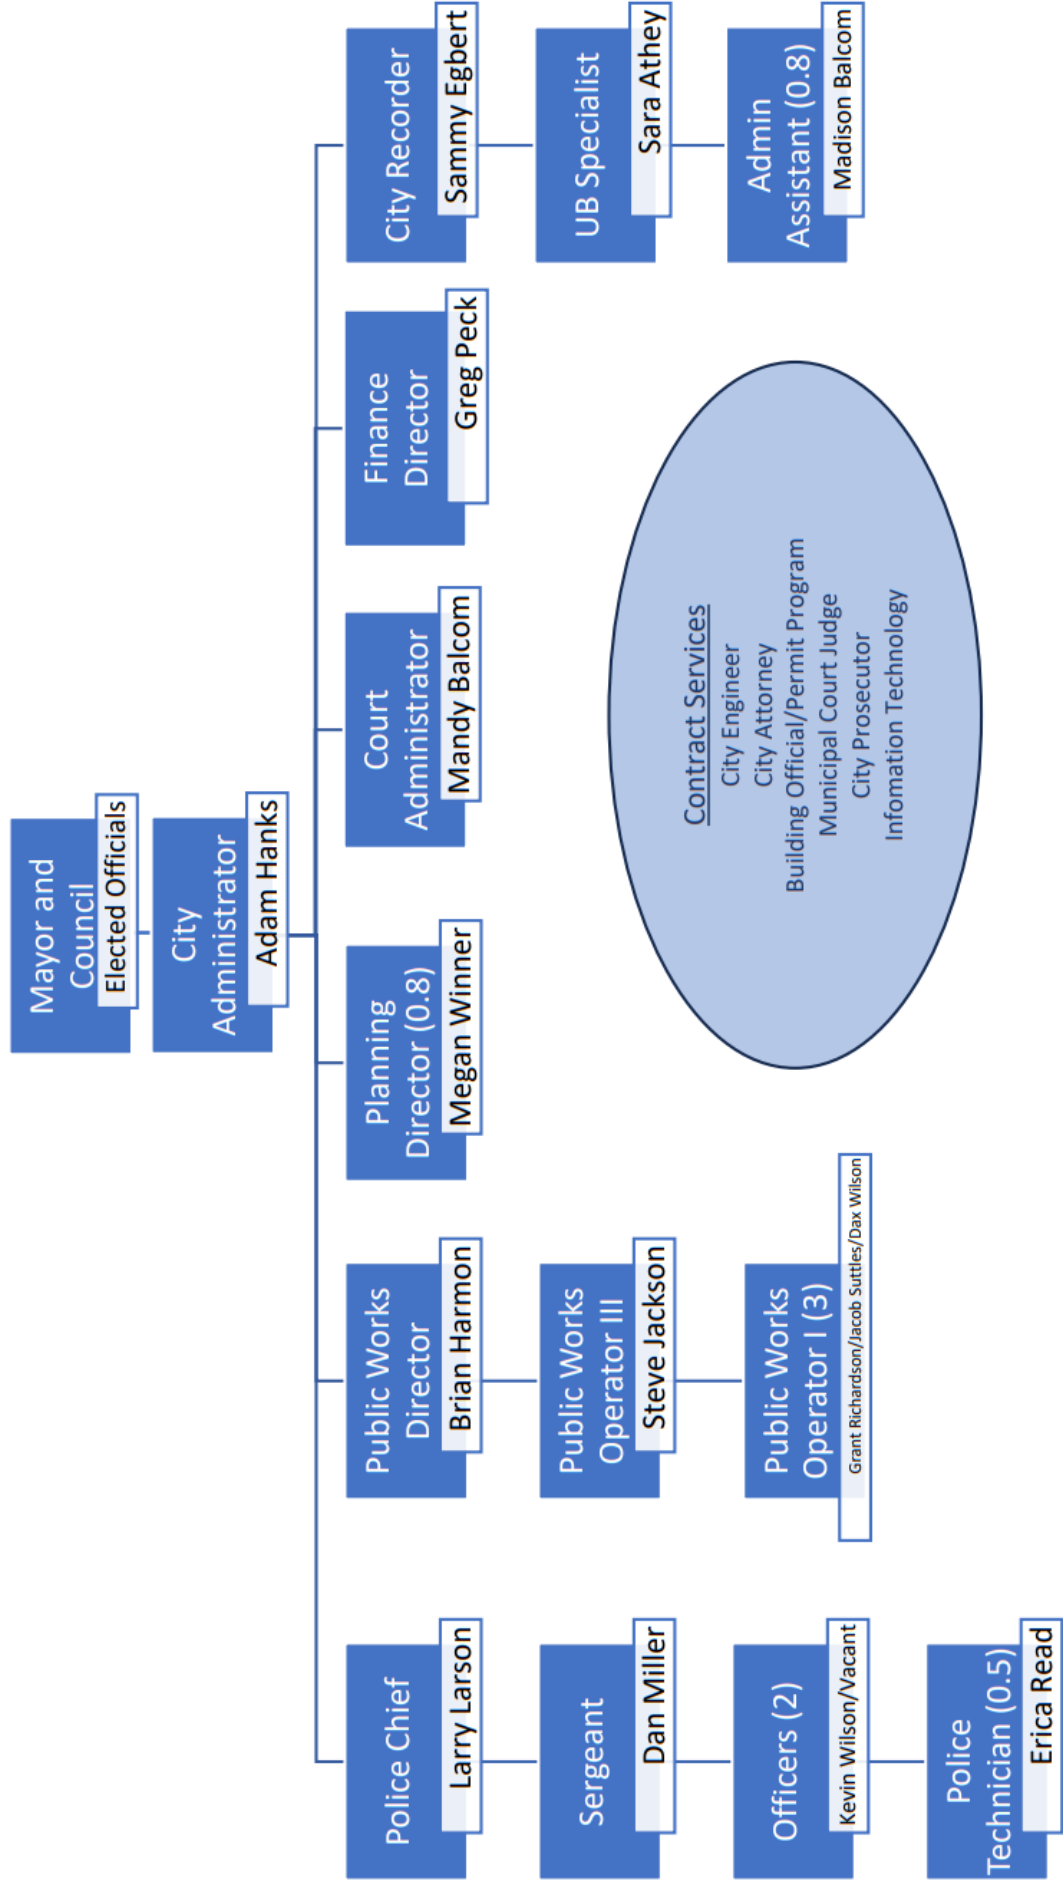 Mayor and
Council
Elected Officials
City
Administrator
Adam Hanks
Police Chief
Larry Larson
Sergeant
Dan Miller
Officers (2)
Kevin Wilson/Vacant
Police
Technician (0.5)
Erica Read
Public Works
Director
Brian Harmon
Public Works
Operator III
Steve Jackson
Public Works
Operator I (3)
Grant Richardson/Jacob Suttles/Dax Wilson
Planning
Director (0.8)
Megan Winner
Court
Administrator
Mandy Balcom
Finance
Director
Greg Peck
City Recorder
Sammy Egbert
UB Specialist
Sara Athey
Admin
Assistant (0.8)
Madison Balcom
Contract Services
City Engineer
City Attorney
Building Official/Permit Program
Municipal Court Judge
City Prosecutor
Infomation Technology